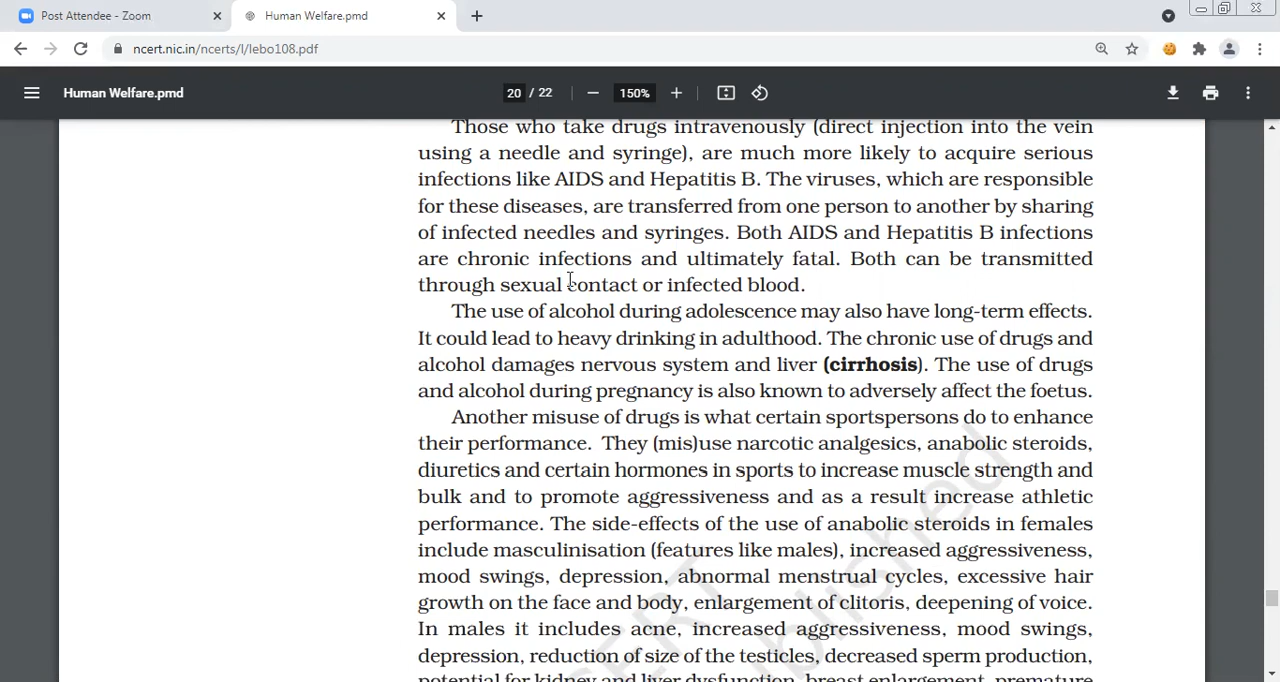 Post Attendee - Zoom
Human Welfare.pmd
ncert.nic.in/ncerts/l/lebo108.pdf
Human Welfare.pmd
20 / 22
150%
Those who take drugs intravenously (direct injection into the vein
using a needle and syringe), are much more likely to acquire serious
infections like AIDS and Hepatitis B. The viruses, which are responsible
for these diseases, are transferred from one person to another by sharing
of infected needles and syringes. Both AIDS and Hepatitis B infections
are chronic infections and ultimately fatal. Both can be transmitted
through sexual contact or infected blood.
The use of alcohol during adolescence may also have long-term effects.
It could lead to heavy drinking in adulthood. The chronic use of drugs and
alcohol damages nervous system and liver (cirrhosis). The use of drugs
and alcohol during pregnancy is also known to adversely affect the foetus.
Another misuse of drugs is what certain sportspersons do to enhance
their performance. They (mis)use narcotic analgesics, anabolic steroids,
diuretics and certain hormones in sports to increase muscle strength and
bulk and to promote aggressiveness and as a result increase athletic
performance. The side-effects of the use of anabolic steroids in females
include masculinisation (features like males), increased aggressiveness,
mood swings, depression, abnormal menstrual cycles, excessive hair
growth on the face and body, enlargement of clitoris, deepening of voice.
In males it includes acne, increased aggressiveness, mood swings,
depression, reduction of size of the testicles, decreased sperm production,
potential for kidney and liver dysfunction, breast enlargement, premature